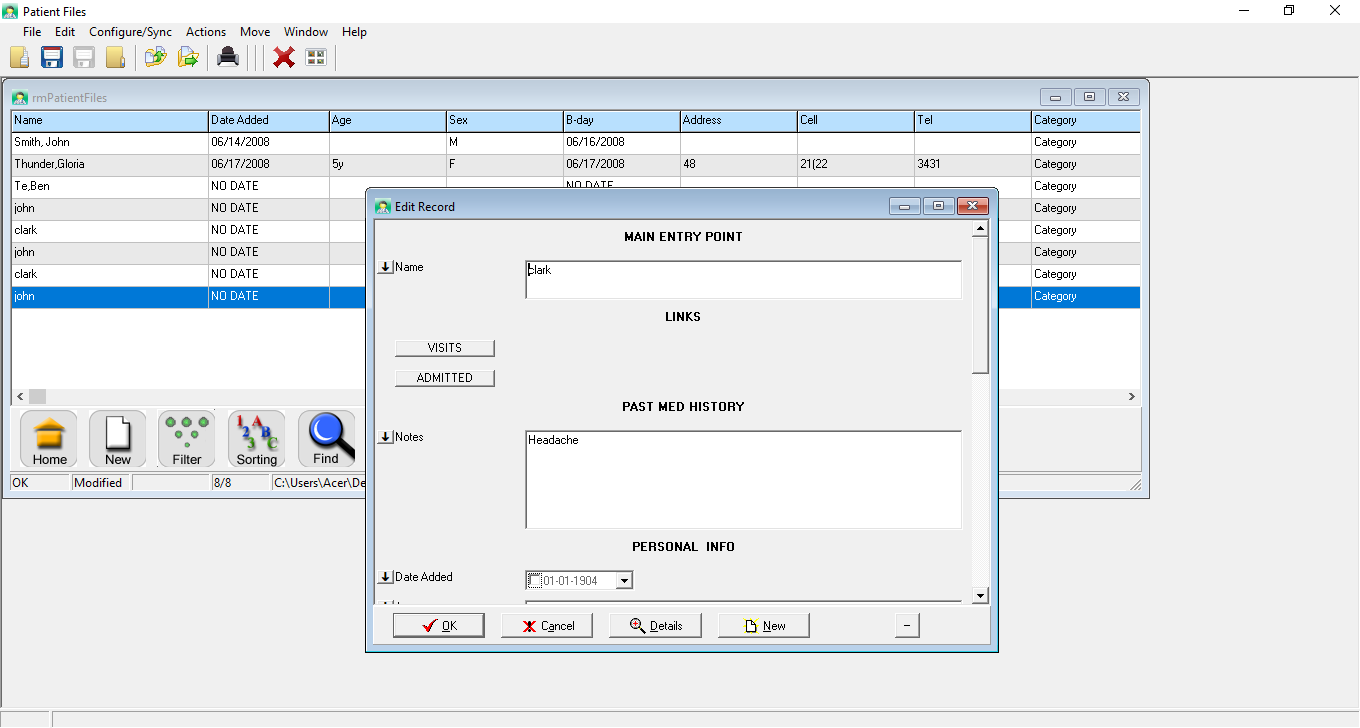 Patient Files
File Edit Configure/Sync Actions Move Window Help
rmPatientFiles
Name Date Added Age Sex B-day Address Cell Tel Category
Smith, John 06/14/2008 M 06/16/2008 Category
Thunder,Gloria 06/17/2008 5y F 06/17/2008 48 21(22 3431 Category
Te,Ben NO DATE NO DATE Category
john NO DATE Category
clark NO DATE Category
john NO DATE Category
clark NO DATE Category
john NO DATE Category
Home New Filter Sorting Find
OK Modified 8/8 C:\Users\Acer\De
Edit Record
MAIN ENTRY POINT
Name clark
LINKS
VISITS
ADMITTED
PAST MED HISTORY
Notes Headache
PERSONAL INFO
Date Added 01-01-1904
OK Cancel Details New −